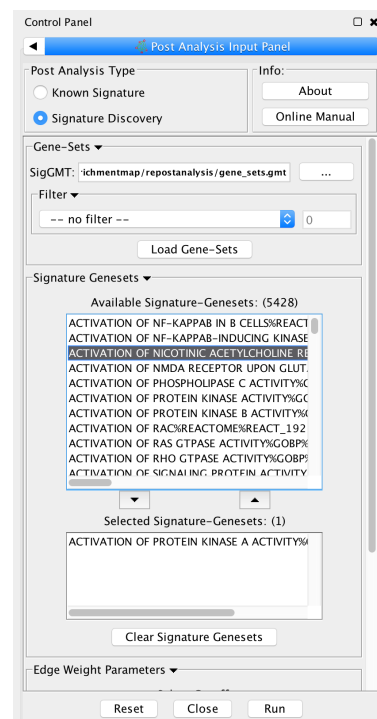 Control Panel
Post Analysis Input Panel
Post Analysis Type
Known Signature
Signature Discovery
Info:
About
Online Manual
Gene-Sets
SigGMT: ichmentmap/repostanalysis/gene_sets.gmt ...
Filter
-- no filter -- 0
Load Gene-Sets
Signature Genesets
Available Signature-Genesets: (5428)
ACTIVATION OF NF-KAPPAB IN B CELLS%REACT
ACTIVATION OF NF-KAPPAB-INDUCING KINASE
ACTIVATION OF NICOTINIC ACETYLCHOLINE RE
ACTIVATION OF NMDA RECEPTOR UPON GLUT
ACTIVATION OF PHOSPHOLIPASE C ACTIVITY%G
ACTIVATION OF PROTEIN KINASE ACTIVITY%GO
ACTIVATION OF PROTEIN KINASE B ACTIVITY%
ACTIVATION OF RAC%REACTOME%REACT_192
ACTIVATION OF RAS GTPASE ACTIVITY%GOBP%
ACTIVATION OF RHO GTPASE ACTIVITY%GOBP%
ACTIVATION OF SIGNALING PROTEIN ACTIVITY
Selected Signature-Genesets: (1)
ACTIVATION OF PROTEIN KINASE A ACTIVITY%
Clear Signature Genesets
Edge Weight Parameters
Reset Close Run